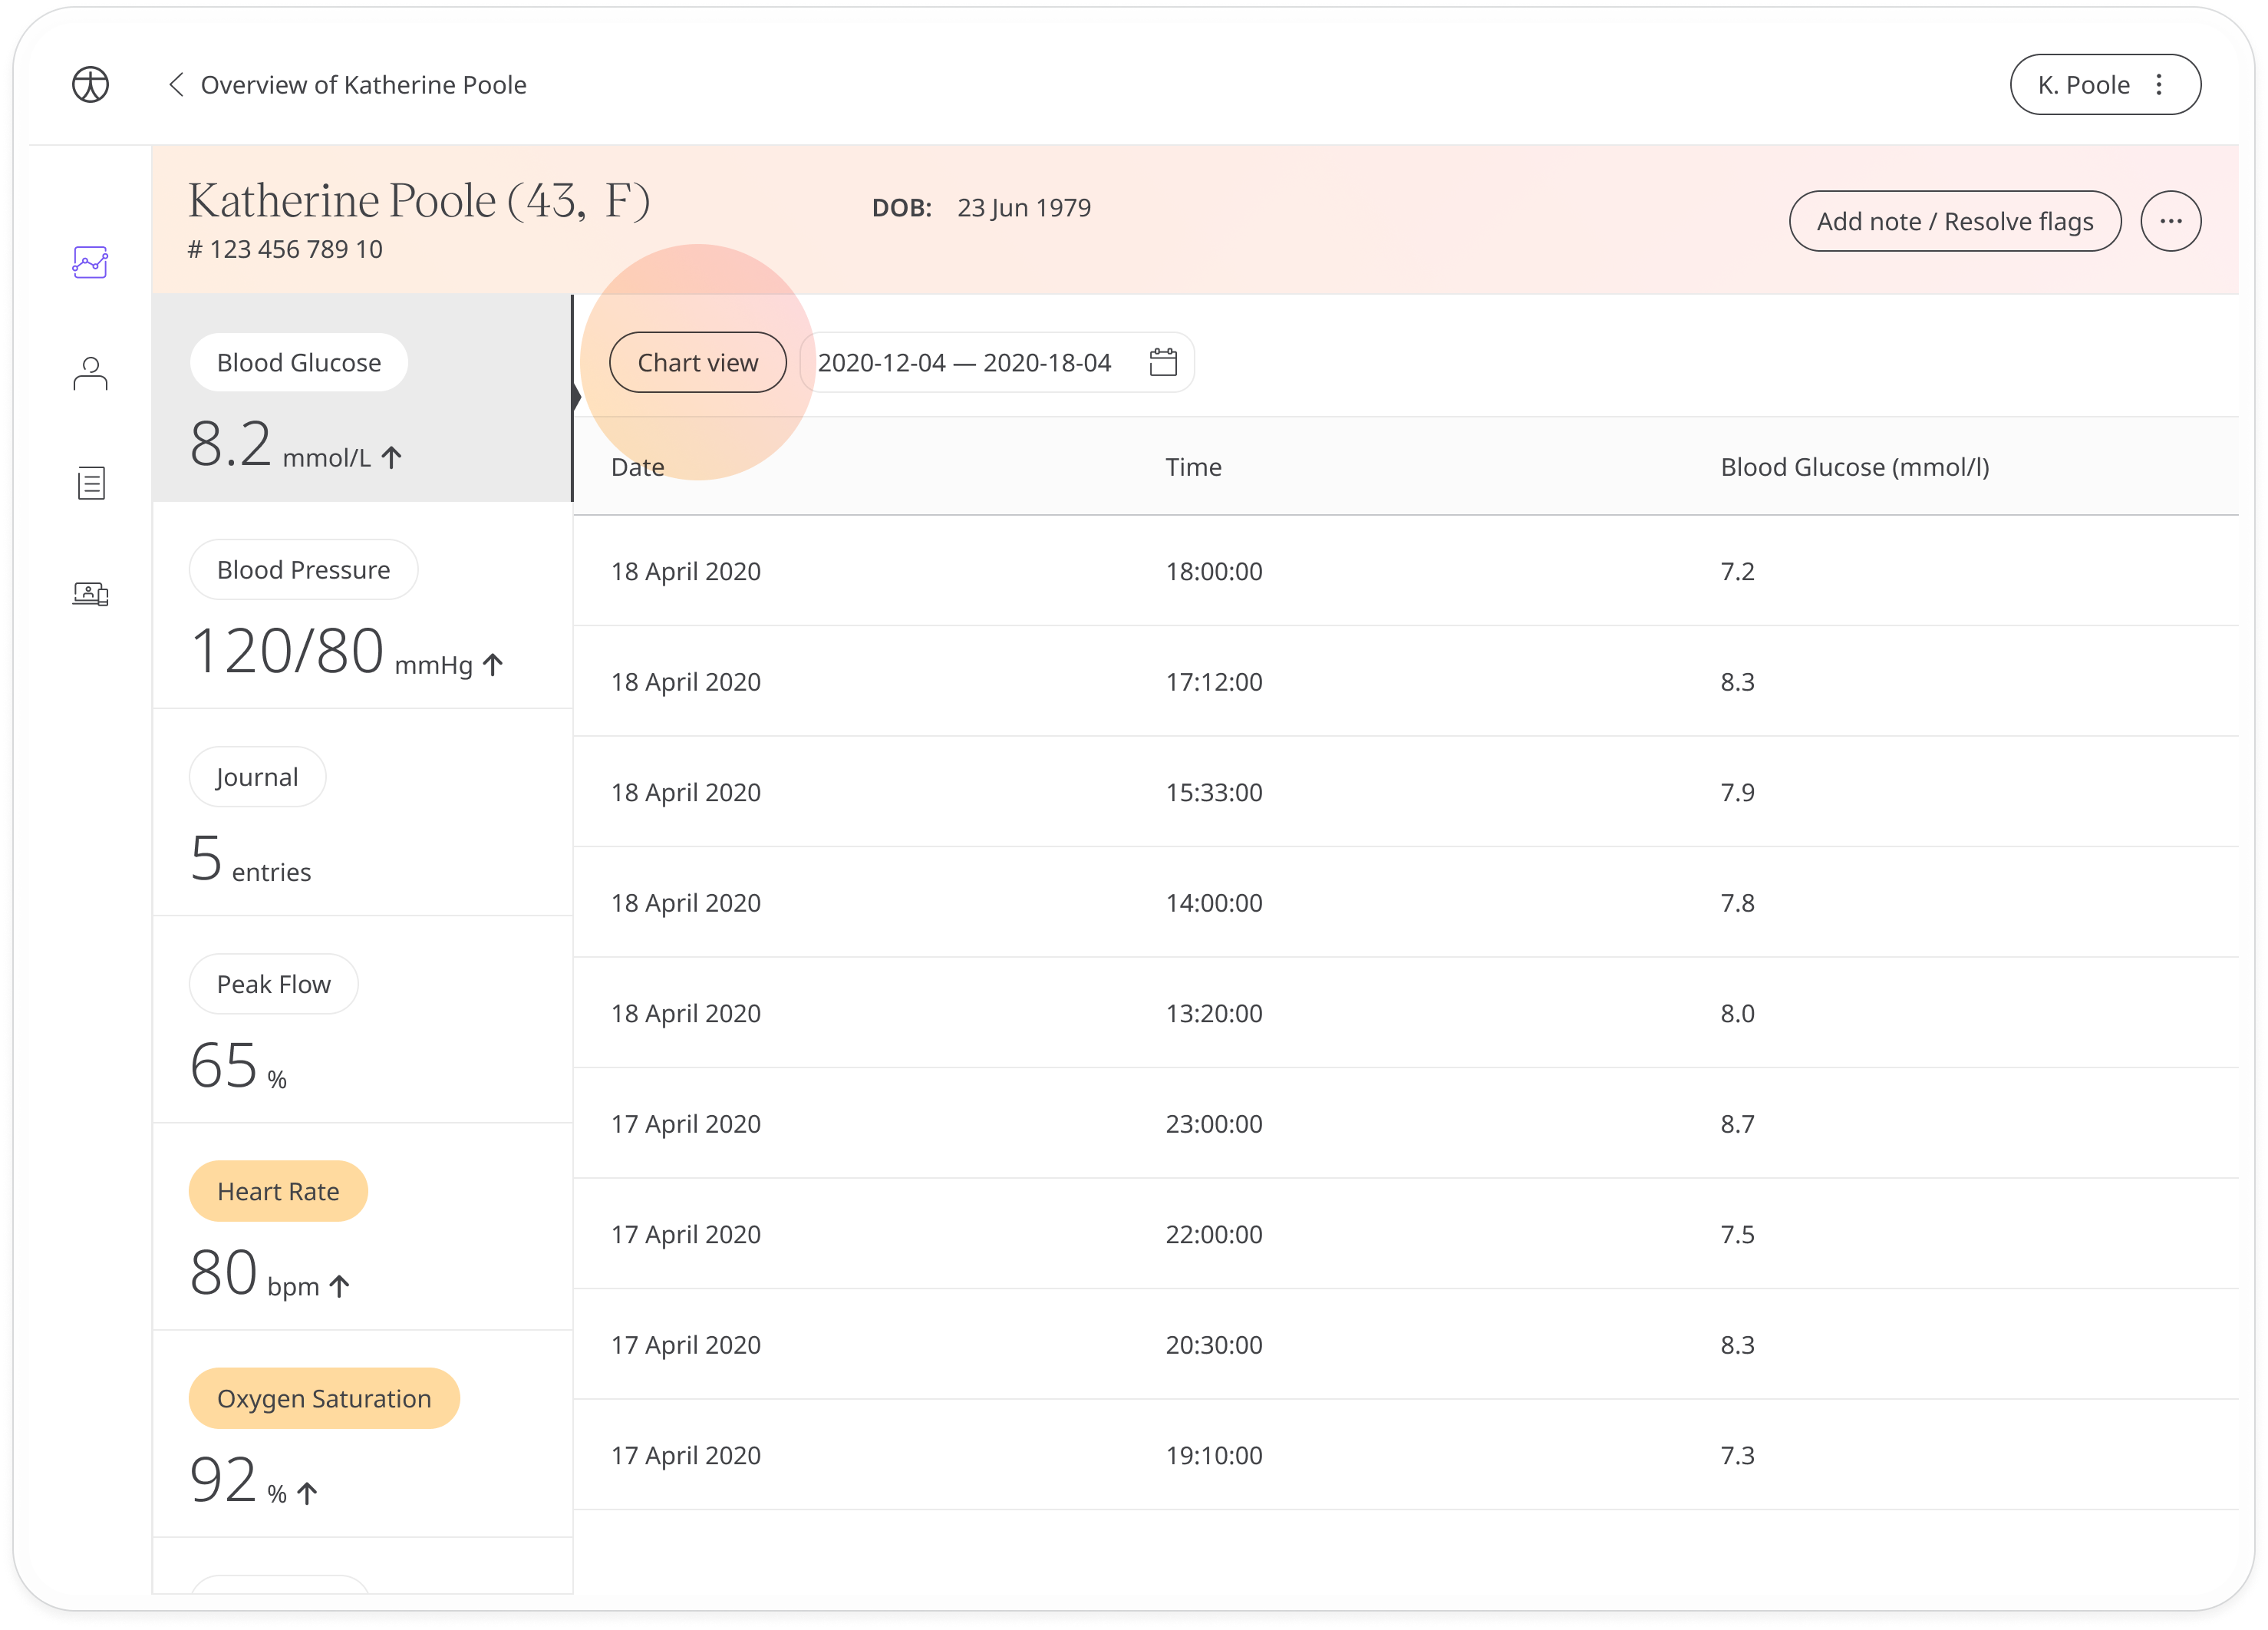 Overview of Katherine Poole
K. Poole
Katherine Poole (43, F)
DOB: 23 Jun 1979
# 123 456 789 10
Add note / Resolve flags
Blood Glucose
8.2 mmol/L ↑
Blood Pressure
120/80 mmHg ↑
Journal
5 entries
Peak Flow
65 %
Heart Rate
80 bpm ↑
Oxygen Saturation
92 % ↑
Chart view
2020-12-04 — 2020-18-04
Date Time Blood Glucose (mmol/l)
18 April 2020 18:00:00 7.2
18 April 2020 17:12:00 8.3
18 April 2020 15:33:00 7.9
18 April 2020 14:00:00 7.8
18 April 2020 13:20:00 8.0
17 April 2020 23:00:00 8.7
17 April 2020 22:00:00 7.5
17 April 2020 20:30:00 8.3
17 April 2020 19:10:00 7.3